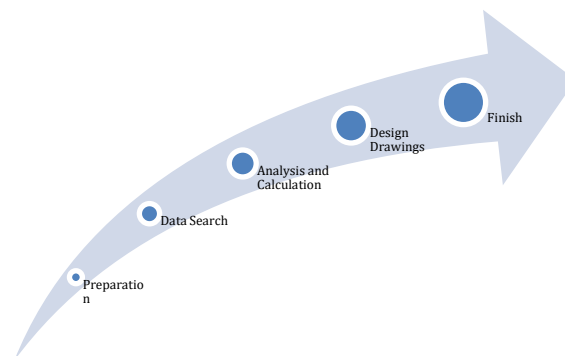 Preparatio
n
Data Search
Analysis and
Calculation
Design
Drawings
Finish